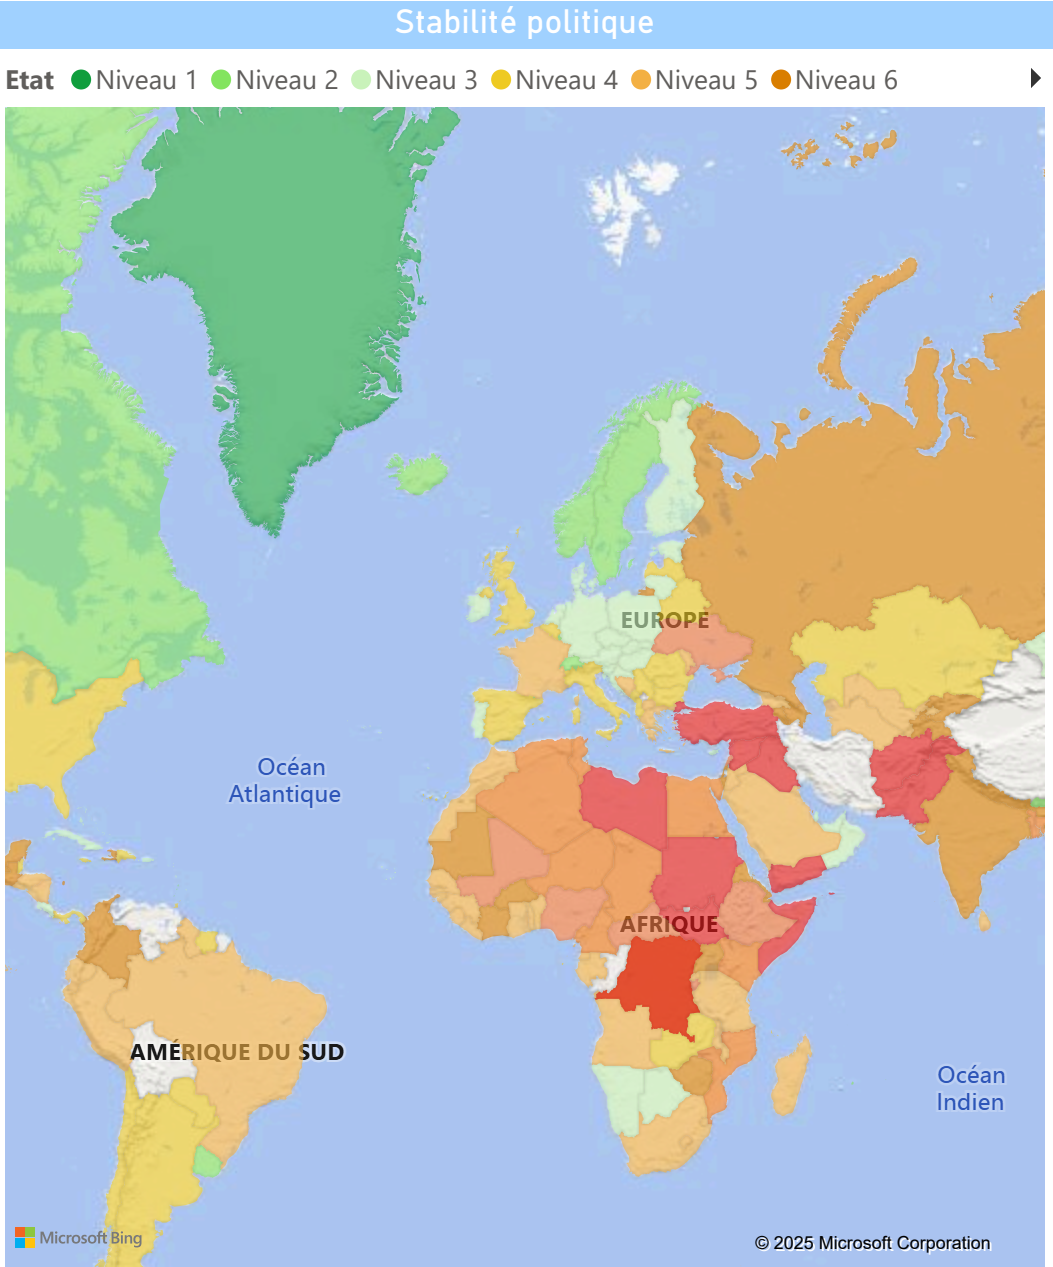 Stabilité politique
Etat Niveau 1 Niveau 2 Niveau 3 Niveau 4 Niveau 5 Niveau 6
EUROPE
Océan
Atlantique
AFRIQUE
AMÉRIQUE DU SUD
Océan
Indien
Microsoft Bing
© 2025 Microsoft Corporation